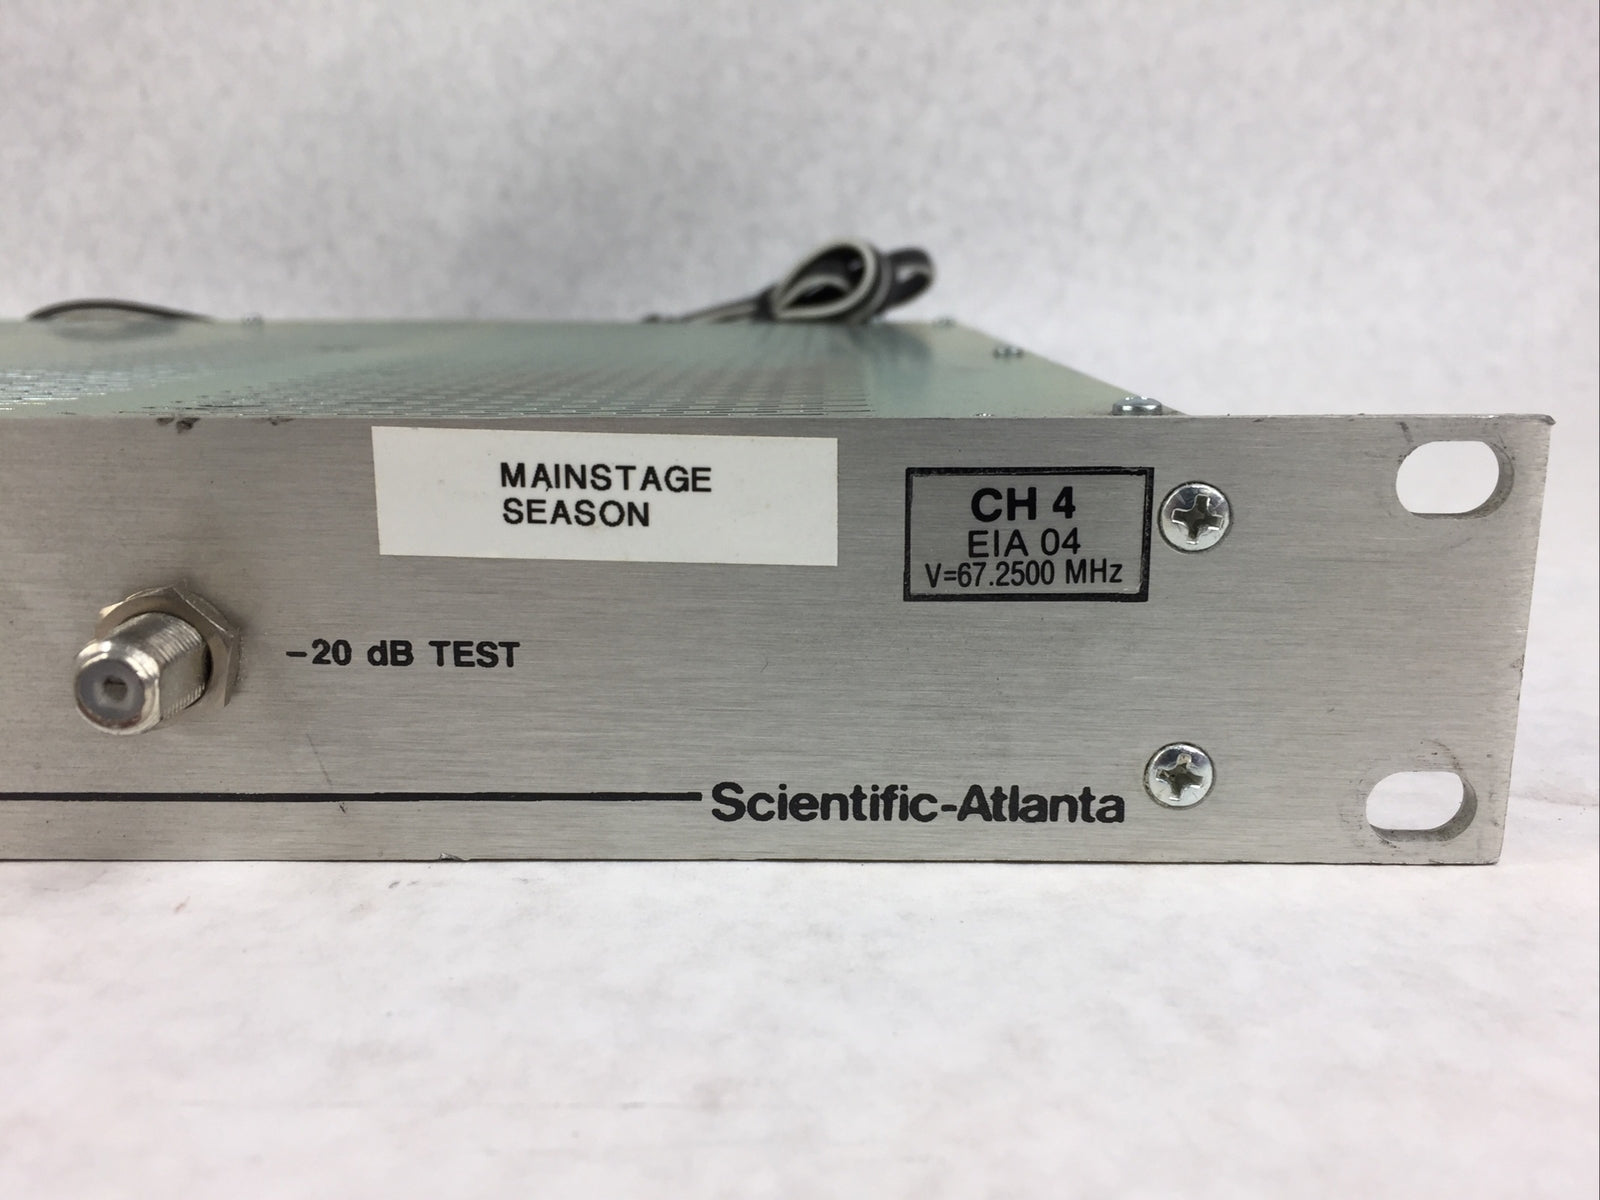 MAINSTAGE
SEASON
CH 4
EIA 04
V=67.2500 MHz
-20 dB TEST
Scientific-Atlanta